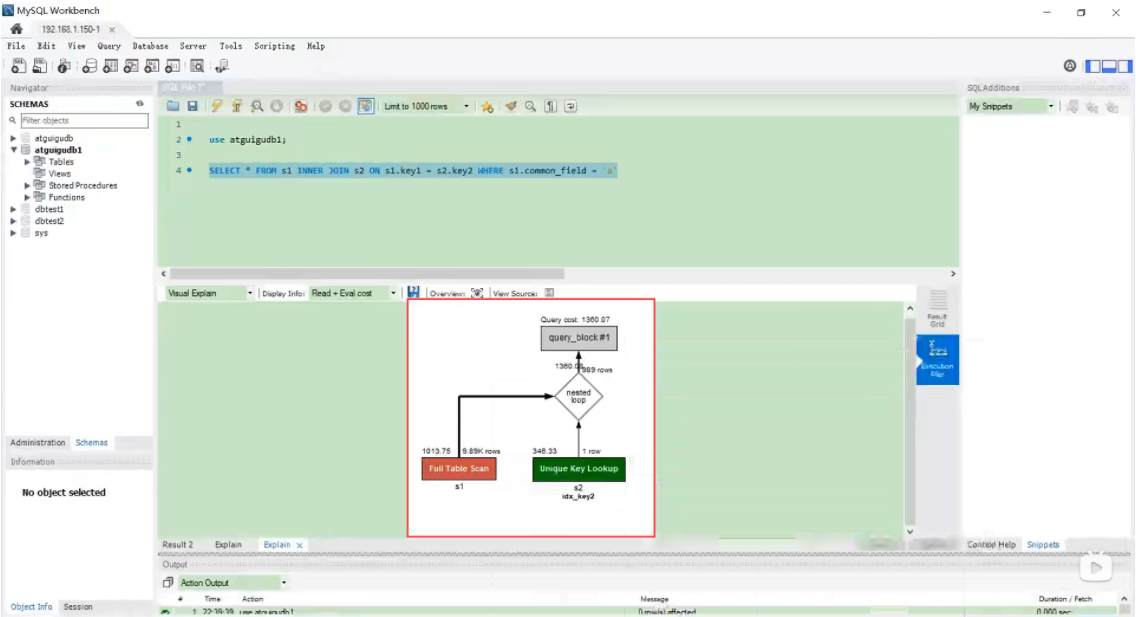 MySQL Workbench
192.168.1.150-1 ×
File Edit View Query Database Server Tools Scripting Help
Navigator
SCHEMAS
Filter objects
atguigudb
atguigudb1
Tables
Views
Stored Procedures
Functions
dbtest1
dbtest2
sys
Administration Schemas
Information
No object selected
Object Info Session
SQL File 1*
Limit to 1000 rows
1
2 use atguigudb1;
3
4 SELECT * FROM s1 INNER JOIN s2 ON s1.key1 = s2.key2 WHERE s1.common_field = 'a'
Visual Explain Display Info: Read + Eval cost Overview: View Source:
Query cost: 1360.07
query_block #1
989 rows
nested
loop
1013.75 9.89K rows
346.33 1 row
Full Table Scan
Unique Key Lookup
s1
s2
idx_key2
Result
Grid
Execution
Plan
Result 2 Explain Explain ×
Output
Action Output
# Time Action Message Duration / Fetch
1 22:39:39 use atguigudb1 0 row(s) affected 0.000 sec
SQL Additions
My Snippets
Context Help Snippets